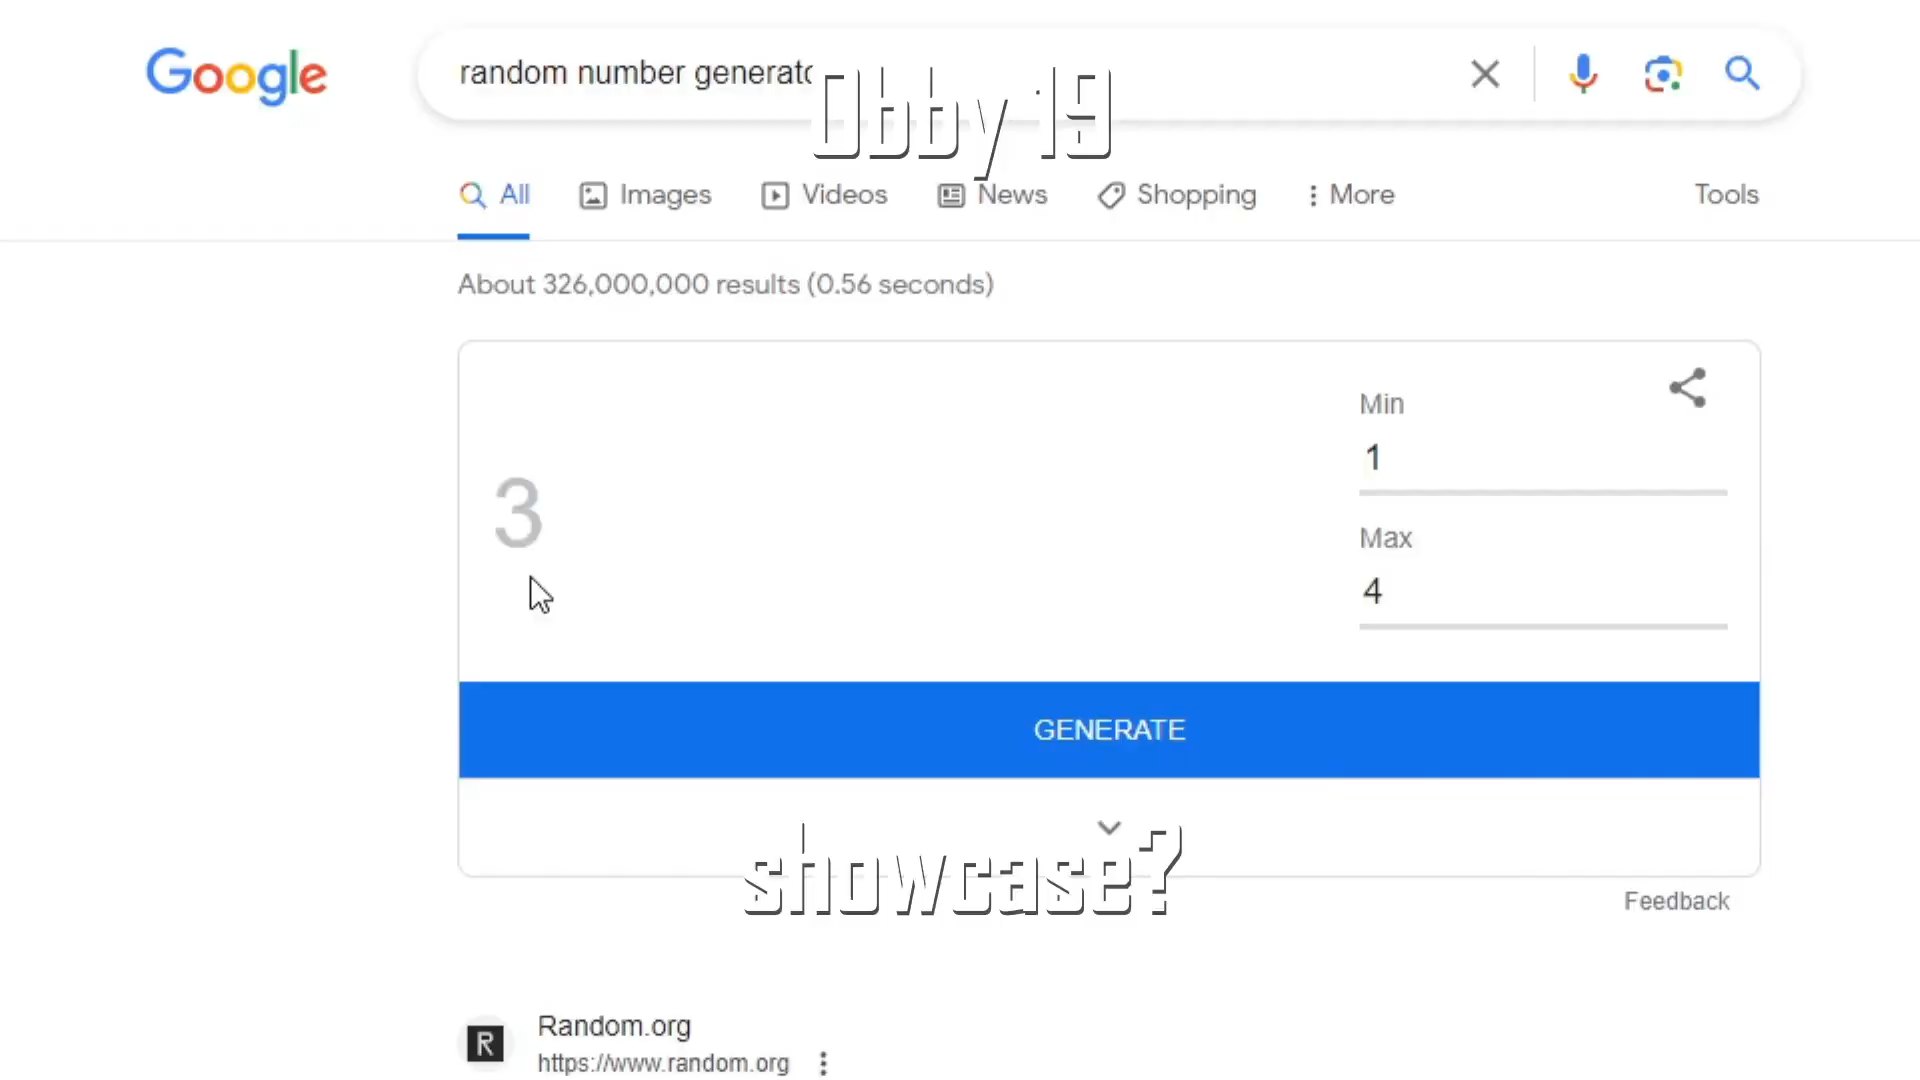 Google
random number generato
Obby 19
All
Images
Videos
News
Shopping
More
Tools
About 326,000,000 results (0.56 seconds)
Min
1
3
Max
4
GENERATE
showcase?
Feedback
R
Random.org
https://www.random.org